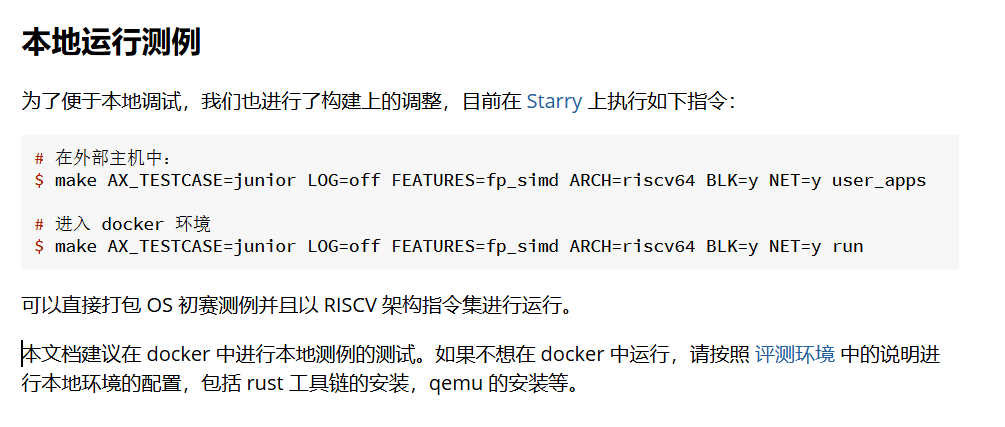 本地运行测例
为了便于本地调试，我们也进行了构建上的调整，目前在 Starry 上执行如下指令：
# 在外部主机中：
$ make AX_TESTCASE=junior LOG=off FEATURES=fp_simd ARCH=riscv64 BLK=y NET=y user_apps
# 进入 docker 环境
$ make AX_TESTCASE=junior LOG=off FEATURES=fp_simd ARCH=riscv64 BLK=y NET=y run
可以直接打包 OS 初赛测例并且以 RISCV 架构指令集进行运行。
本文档建议在 docker 中进行本地测例的测试。如果不想在 docker 中运行，请按照 评测环境 中的说明进
行本地环境的配置，包括 rust 工具链的安装，qemu 的安装等。